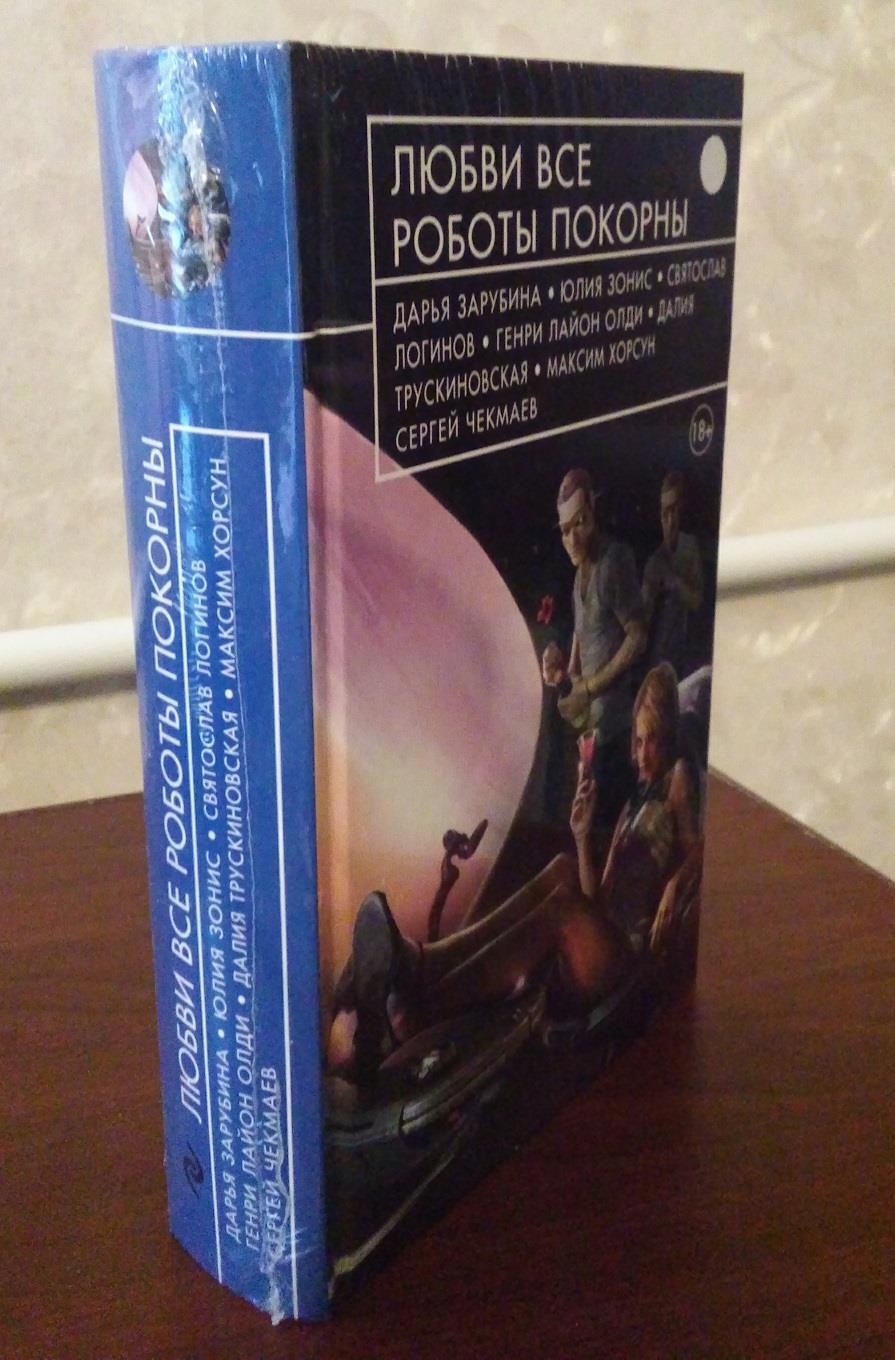 ЛЮБВИ ВСЕ
РОБОТЫ ПОКОРНЫ
ДАРЬЯ ЗАРУБИНА • ЮЛИЯ ЗОНИС • СВЯТОСЛАВ
ЛОГИНОВ • ГЕНРИ ЛАЙОН ОЛДИ • ДАЛИЯ
ТРУСКИНОВСКАЯ • МАКСИМ ХОРСУН
СЕРГЕЙ ЧЕКМАЕВ
18+
ЛЮБВИ ВСЕ РОБОТЫ ПОКОРНЫ
ДАРЬЯ ЗАРУБИНА • ЮЛИЯ ЗОНИС • СВЯТОСЛАВ ЛОГИНОВ
ГЕНРИ ЛАЙОН ОЛДИ • ДАЛИЯ ТРУСКИНОВСКАЯ • МАКСИМ ХОРСУН
СЕРГЕЙ ЧЕКМАЕВ